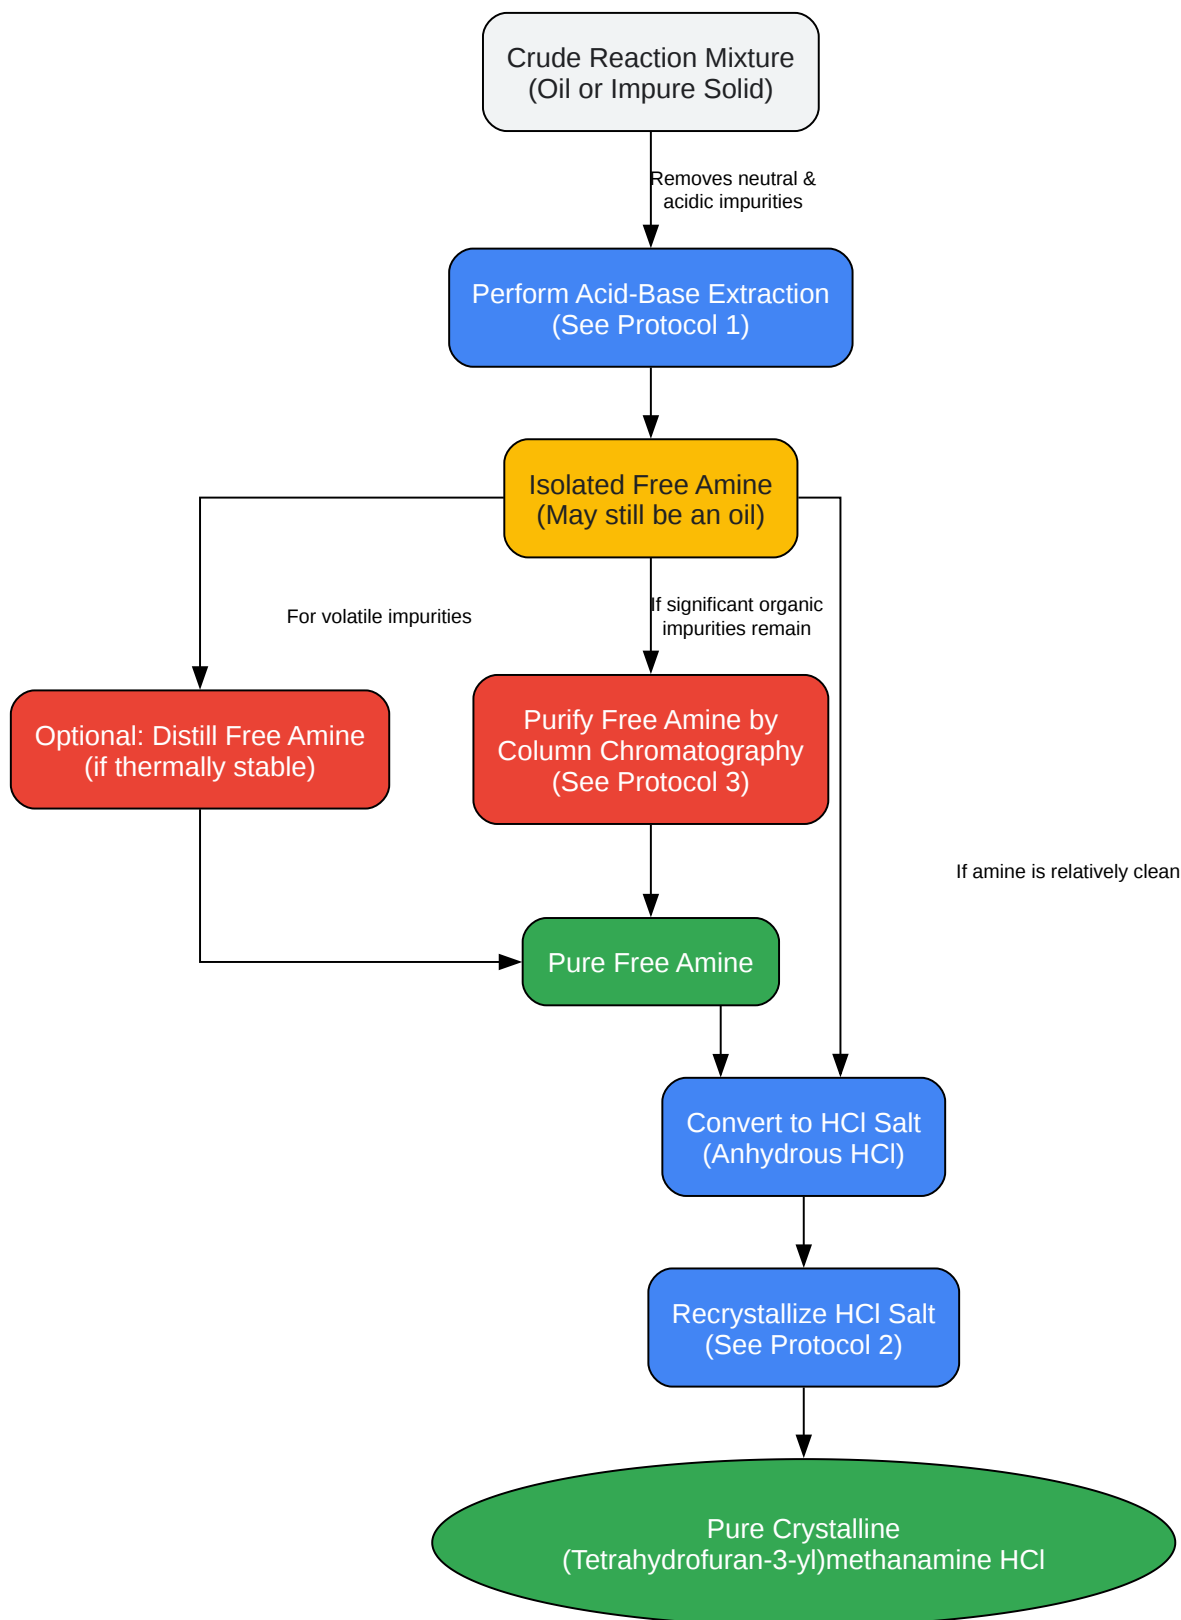 Crude Reaction Mixture
(Oil or Impure Solid)
Removes neutral &
acidic impurities
Perform Acid-Base Extraction
(See Protocol 1)
Isolated Free Amine
(May still be an oil)
For volatile impurities
If significant organic
impurities remain
Optional: Distill Free Amine
(if thermally stable)
Purify Free Amine by
Column Chromatography
(See Protocol 3)
If amine is relatively clean
Pure Free Amine
Convert to HCl Salt
(Anhydrous HCl)
Recrystallize HCl Salt
(See Protocol 2)
Pure Crystalline
(Tetrahydrofuran-3-yl)methanamine HCl